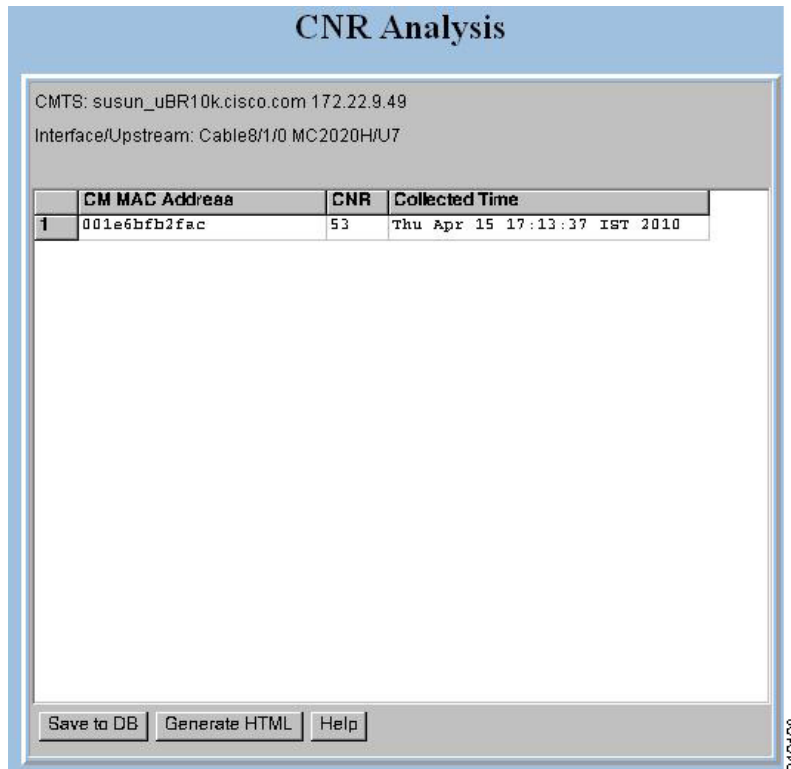 CNR Analysis
CMTS: susun_uBR10k.cisco.com 172.22.9.49
Interface/Upstream: Cable8/1/0 MC2020H/U7
CM MAC Address CNR Collected Time
1 001e6bfb2fac 53 Thu Apr 15 17:13:37 IST 2010
Save to DB Generate HTML Help